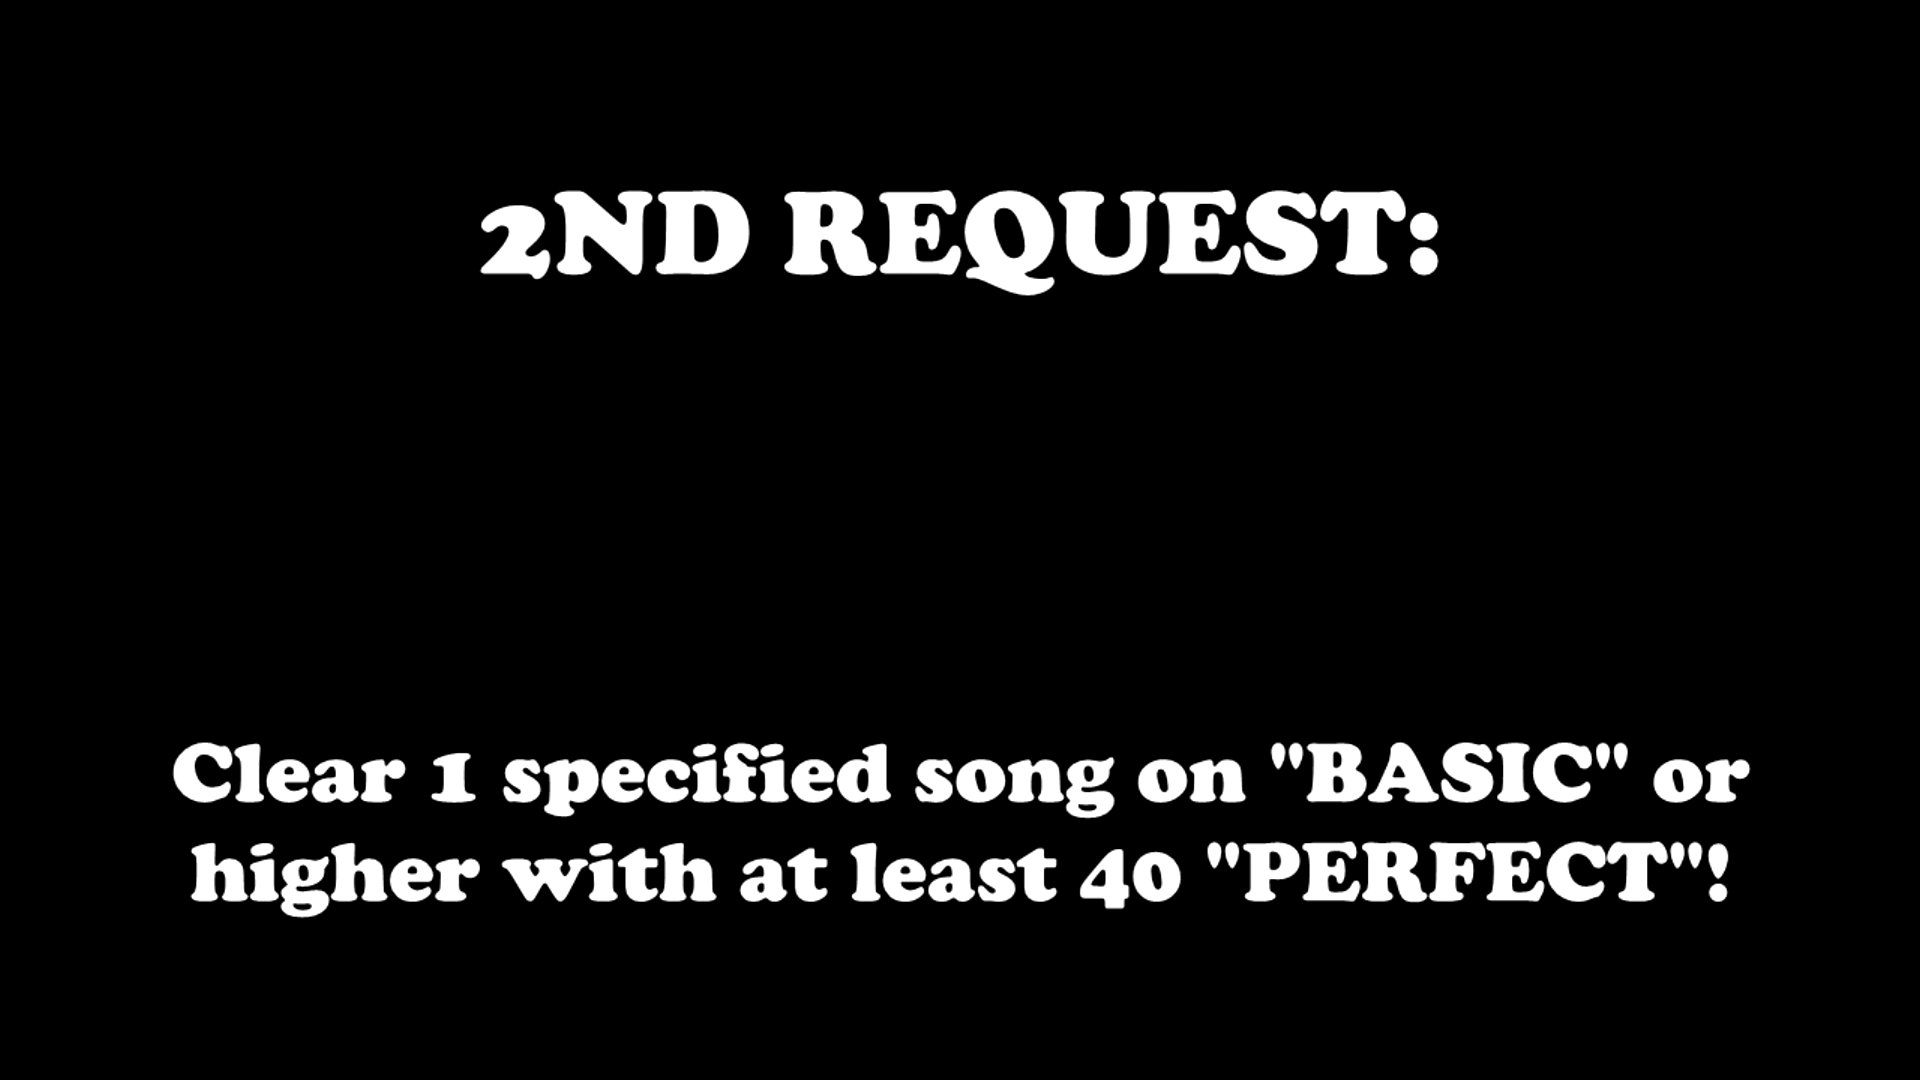 2ND REQUEST:
Clear 1 specified song on "BASIC" or
higher with at least 40 "PERFECT"!